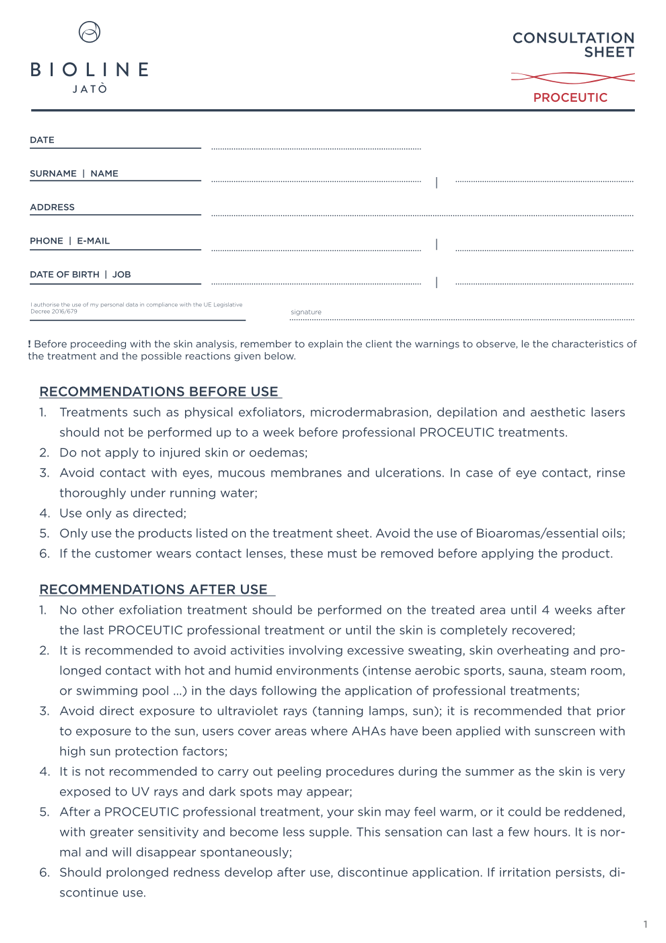 BIOLINE
JATÒ
CONSULTATION
SHEET
PROCEUTIC
DATE
SURNAME | NAME
|
ADDRESS
PHONE | E-MAIL
|
DATE OF BIRTH | JOB
|
I authorise the use of my personal data in compliance with the UE Legislative
Decree 2016/679
signature
! Before proceeding with the skin analysis, remember to explain the client the warnings to observe, le the characteristics of
the treatment and the possible reactions given below.
RECOMMENDATIONS BEFORE USE
1. Treatments such as physical exfoliators, microdermabrasion, depilation and aesthetic lasers
should not be performed up to a week before professional PROCEUTIC treatments.
2. Do not apply to injured skin or oedemas;
3. Avoid contact with eyes, mucous membranes and ulcerations. In case of eye contact, rinse
thoroughly under running water;
4. Use only as directed;
5. Only use the products listed on the treatment sheet. Avoid the use of Bioaromas/essential oils;
6. If the customer wears contact lenses, these must be removed before applying the product.
RECOMMENDATIONS AFTER USE
1. No other exfoliation treatment should be performed on the treated area until 4 weeks after
the last PROCEUTIC professional treatment or until the skin is completely recovered;
2. It is recommended to avoid activities involving excessive sweating, skin overheating and pro-
longed contact with hot and humid environments (intense aerobic sports, sauna, steam room,
or swimming pool ...) in the days following the application of professional treatments;
3. Avoid direct exposure to ultraviolet rays (tanning lamps, sun); it is recommended that prior
to exposure to the sun, users cover areas where AHAs have been applied with sunscreen with
high sun protection factors;
4. It is not recommended to carry out peeling procedures during the summer as the skin is very
exposed to UV rays and dark spots may appear;
5. After a PROCEUTIC professional treatment, your skin may feel warm, or it could be reddened,
with greater sensitivity and become less supple. This sensation can last a few hours. It is nor-
mal and will disappear spontaneously;
6. Should prolonged redness develop after use, discontinue application. If irritation persists, di-
scontinue use.
1